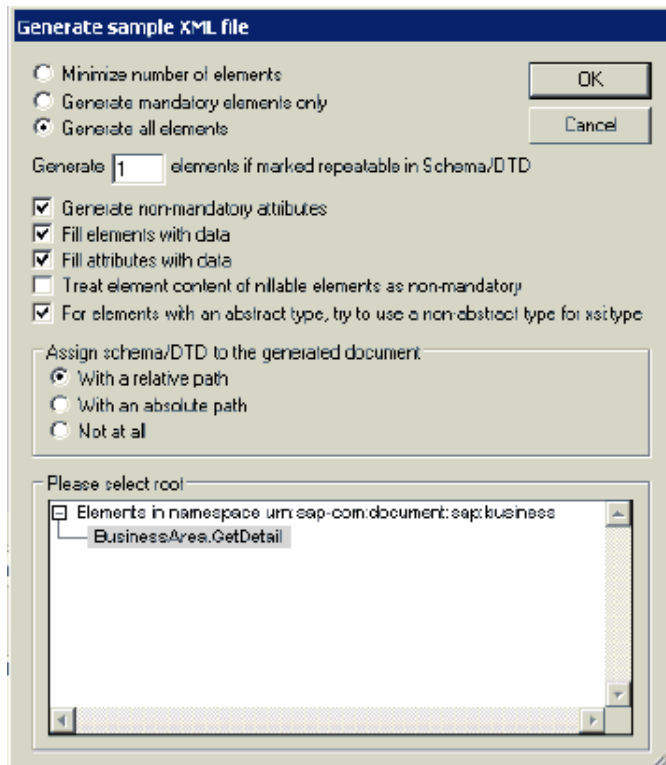 Generate sample XML file
Minimize number of elements
OK
Generate mandatory elements only
Generate all elements
Cancel
Generate 1 elements if marked repeatable in Schema/DTD
Generate non-mandatory attributes
Fill elements with data
Fill attributes with data
Treat element content of nillable elements as non-mandatory
For elements with an abstract type, try to use a non-abstract type for xsi:type
Assign schema/DTD to the generated document
With a relative path
With an absolute path
Not at all
Please select root
Elements in namespace urn:sap-com:document:sap:business
BusinessArea.GetDetail